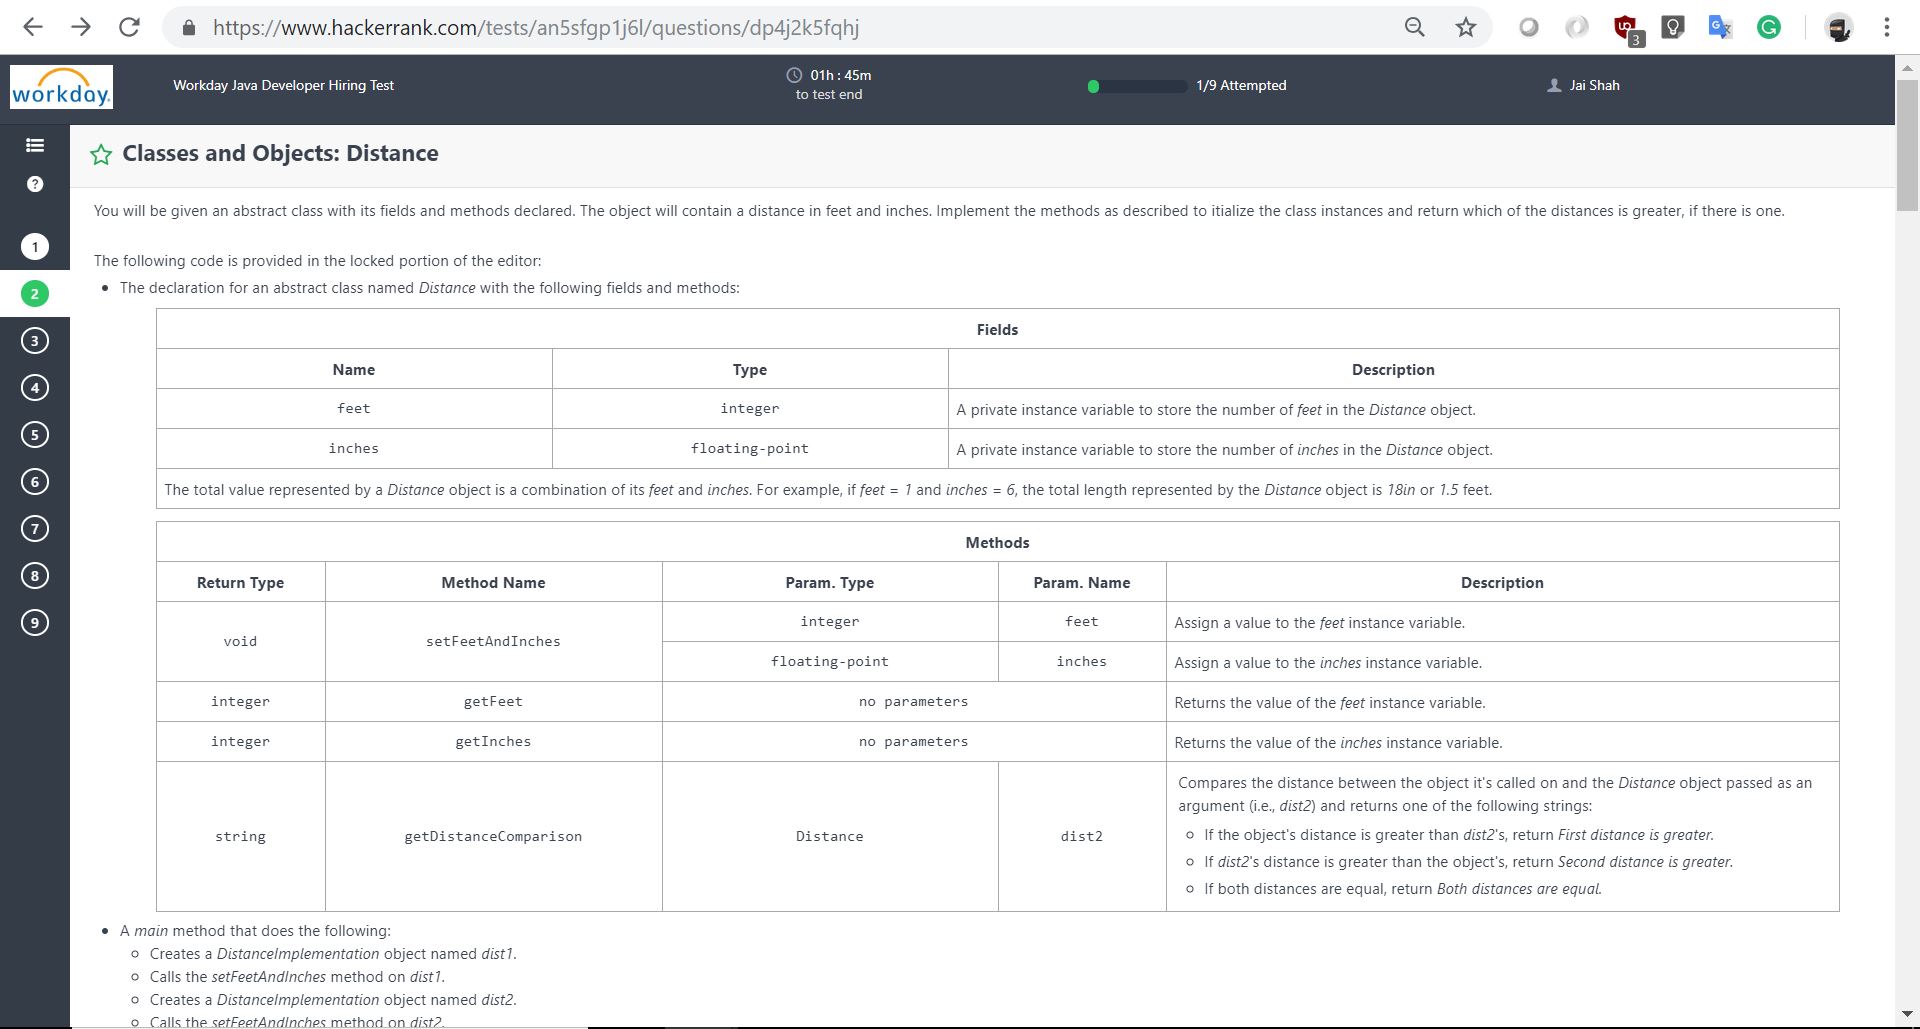 https://www.hackerrank.com/tests/an5sfgp1j6l/questions/dp4j2k5fqhj
3
workday.
Workday Java Developer Hiring Test
01h : 45m
to test end
1/9 Attempted
Jai Shah
Classes and Objects: Distance
You will be given an abstract class with its fields and methods declared. The object will contain a distance in feet and inches. Implement the methods as described to itialize the class instances and return which of the distances is greater, if there is one.
1
2
3
4
5
6
7
8
9
The following code is provided in the locked portion of the editor:
• The declaration for an abstract class named Distance with the following fields and methods:
Fields
Name Type Description
feet integer A private instance variable to store the number of feet in the Distance object.
inches floating-point A private instance variable to store the number of inches in the Distance object.
The total value represented by a Distance object is a combination of its feet and inches. For example, if feet = 1 and inches = 6, the total length represented by the Distance object is 18in or 1.5 feet.
Methods
Return Type Method Name Param. Type Param. Name Description
void setFeetAndInches integer feet Assign a value to the feet instance variable.
floating-point inches Assign a value to the inches instance variable.
integer getFeet no parameters Returns the value of the feet instance variable.
integer getInches no parameters Returns the value of the inches instance variable.
string getDistanceComparison Distance dist2 Compares the distance between the object it's called on and the Distance object passed as an
argument (i.e., dist2) and returns one of the following strings:
◦ If the object's distance is greater than dist2's, return First distance is greater.
◦ If dist2's distance is greater than the object's, return Second distance is greater.
◦ If both distances are equal, return Both distances are equal.
• A main method that does the following:
◦ Creates a DistanceImplementation object named dist1.
◦ Calls the setFeetAndInches method on dist1.
◦ Creates a DistanceImplementation object named dist2.
◦ Calls the setFeetAndInches method on dist2.